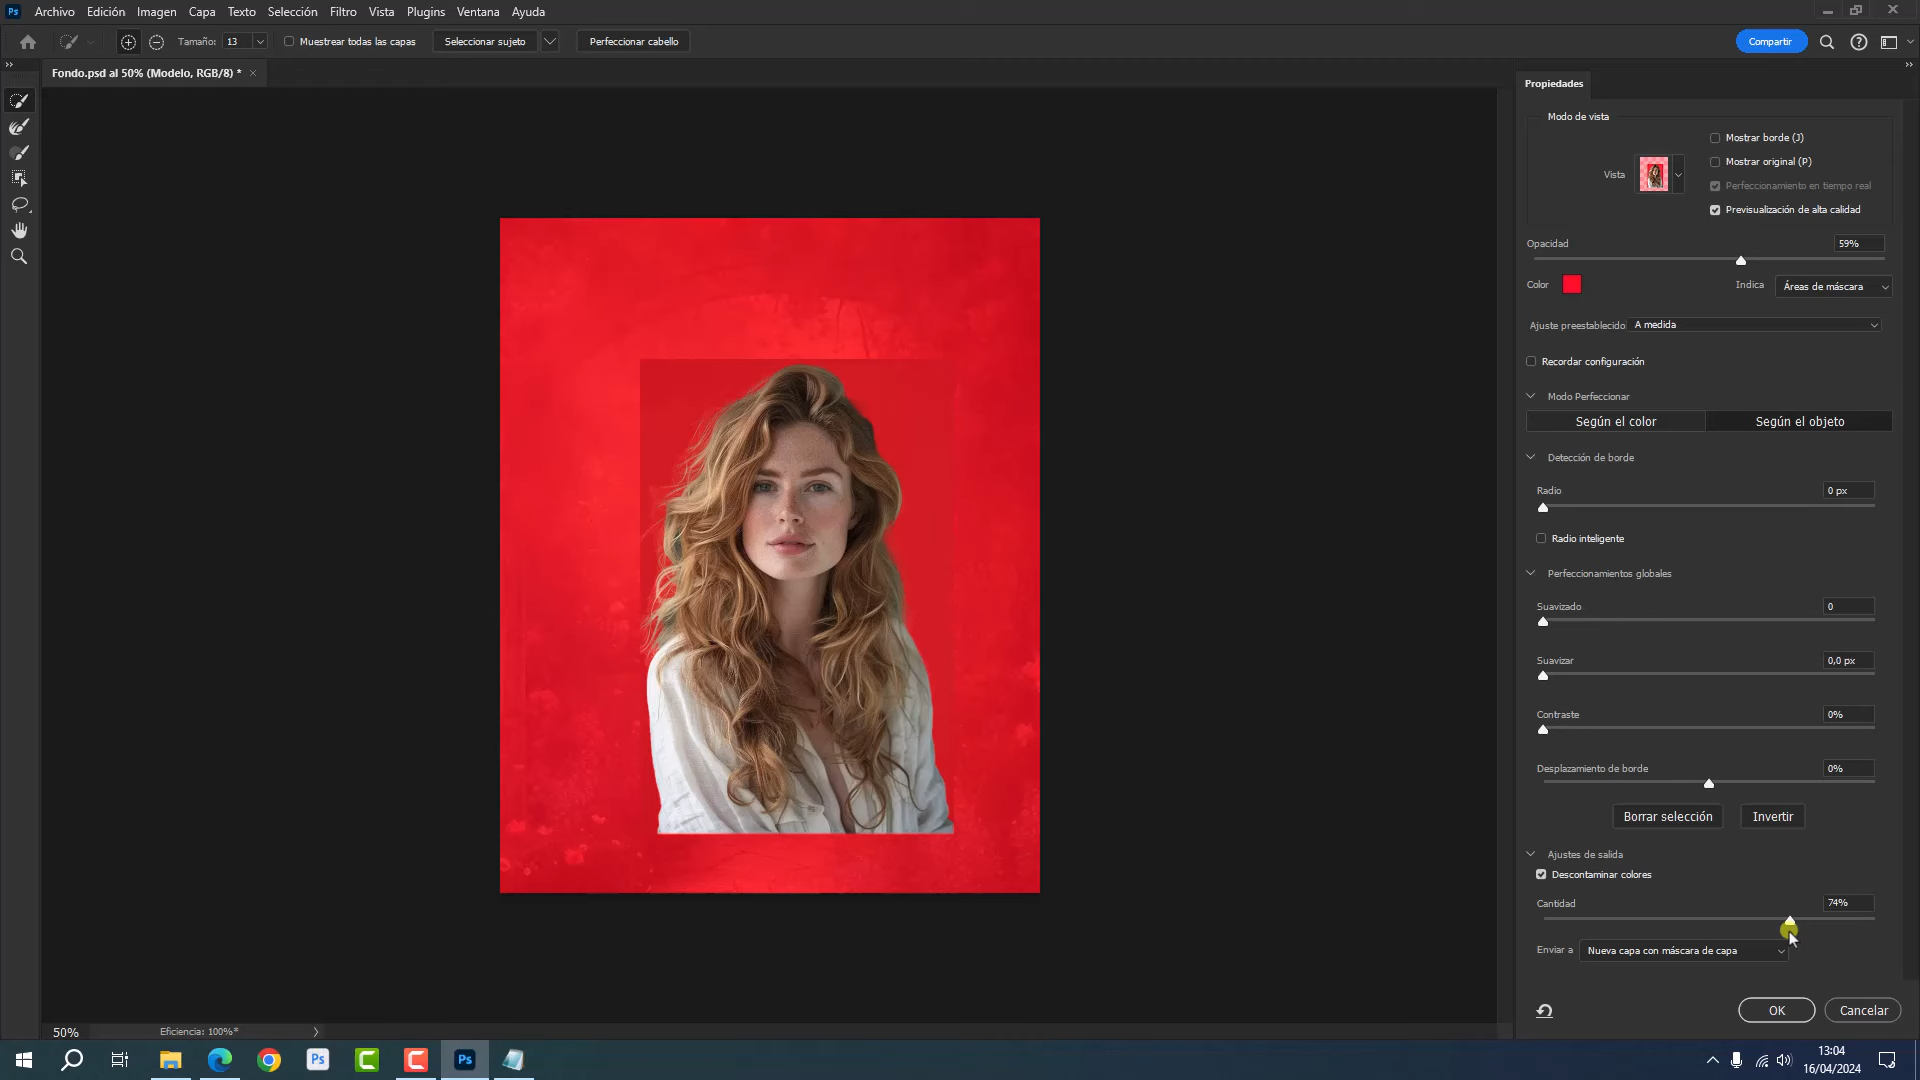 Ps Archivo Edición Imagen Capa Texto Selección Filtro Vista Plugins Ventana Ayuda
Tamaño: 13 Muestrear todas las capas Seleccionar sujeto Perfeccionar cabello Compartir
Fondo.psd al 50% (Modelo, RGB/8) * ×
Propiedades
Modo de vista
Mostrar borde (J)
Mostrar original (P)
Vista
Perfeccionamiento en tiempo real
Previsualización de alta calidad
Opacidad 59%
Color Indica Áreas de máscara
Ajuste preestablecido A medida
Recordar configuración
Modo Perfeccionar
Según el color Según el objeto
Detección de borde
Radio 0 px
Radio inteligente
Perfeccionamientos globales
Suavizado 0
Suavizar 0,0 px
Contraste 0%
Desplazamiento de borde 0%
Borrar selección Invertir
Ajustes de salida
Descontaminar colores
Cantidad 74%
Enviar a Nueva capa con máscara de capa
OK Cancelar
50% Eficiencia: 100%*
Ps Ps 13:04
16/04/2024